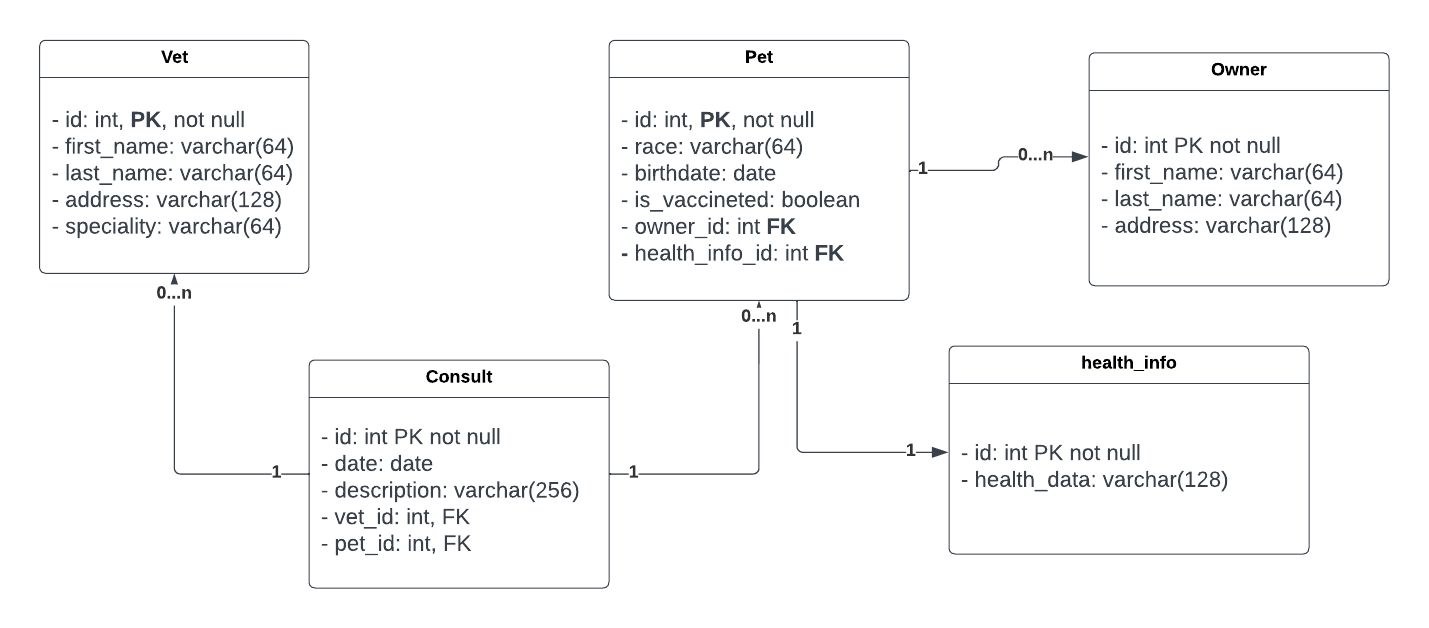 Vet
- id: int, PK, not null
- first_name: varchar(64)
- last_name: varchar(64)
- address: varchar(128)
- speciality: varchar(64)
Pet
- id: int, PK, not null
- race: varchar(64)
- birthdate: date
- is_vaccineted: boolean
- owner_id: int FK
- health_info_id: int FK
Owner
- id: int PK not null
- first_name: varchar(64)
- last_name: varchar(64)
- address: varchar(128)
1
0...n
0...n
0...n
1
Consult
- id: int PK not null
- date: date
- description: varchar(256)
- vet_id: int, FK
- pet_id: int, FK
1
1
1
health_info
- id: int PK not null
- health_data: varchar(128)